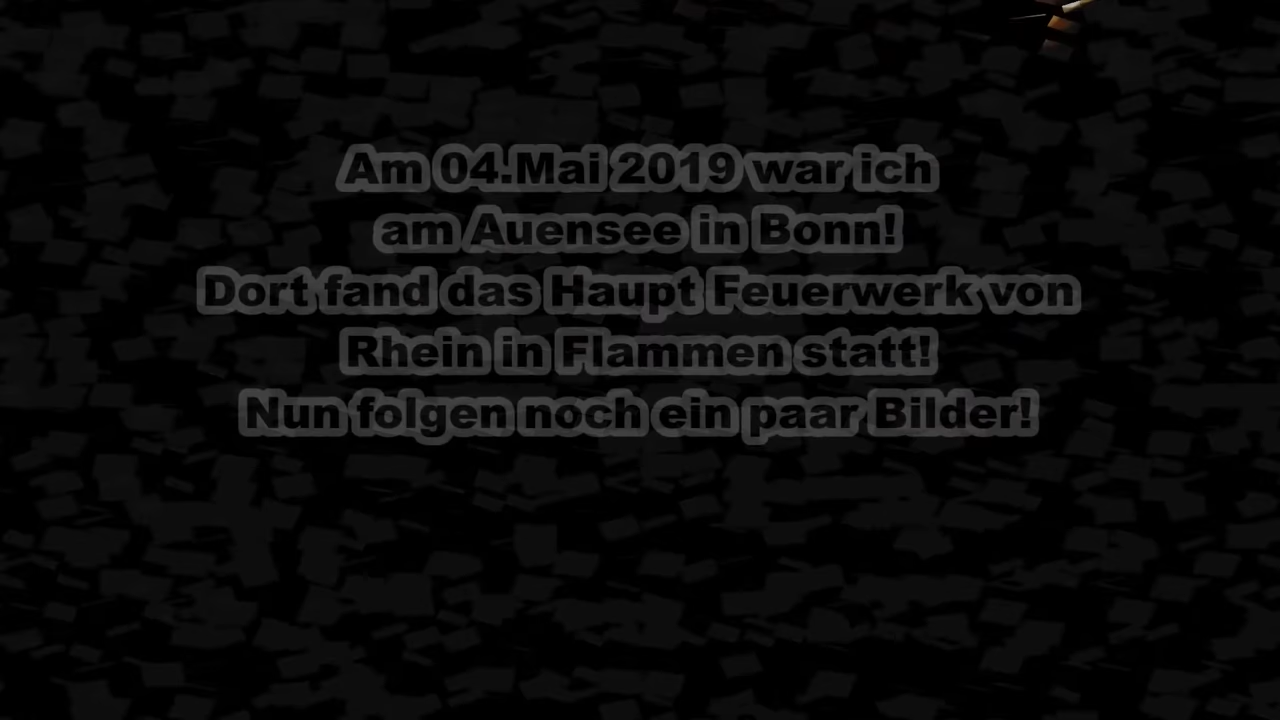 Am 04.Mai 2019 war ich
am Auensee in Bonn!
Dort fand das Haupt Feuerwerk von
Rhein in Flammen statt!
Nun folgen noch ein paar Bilder!